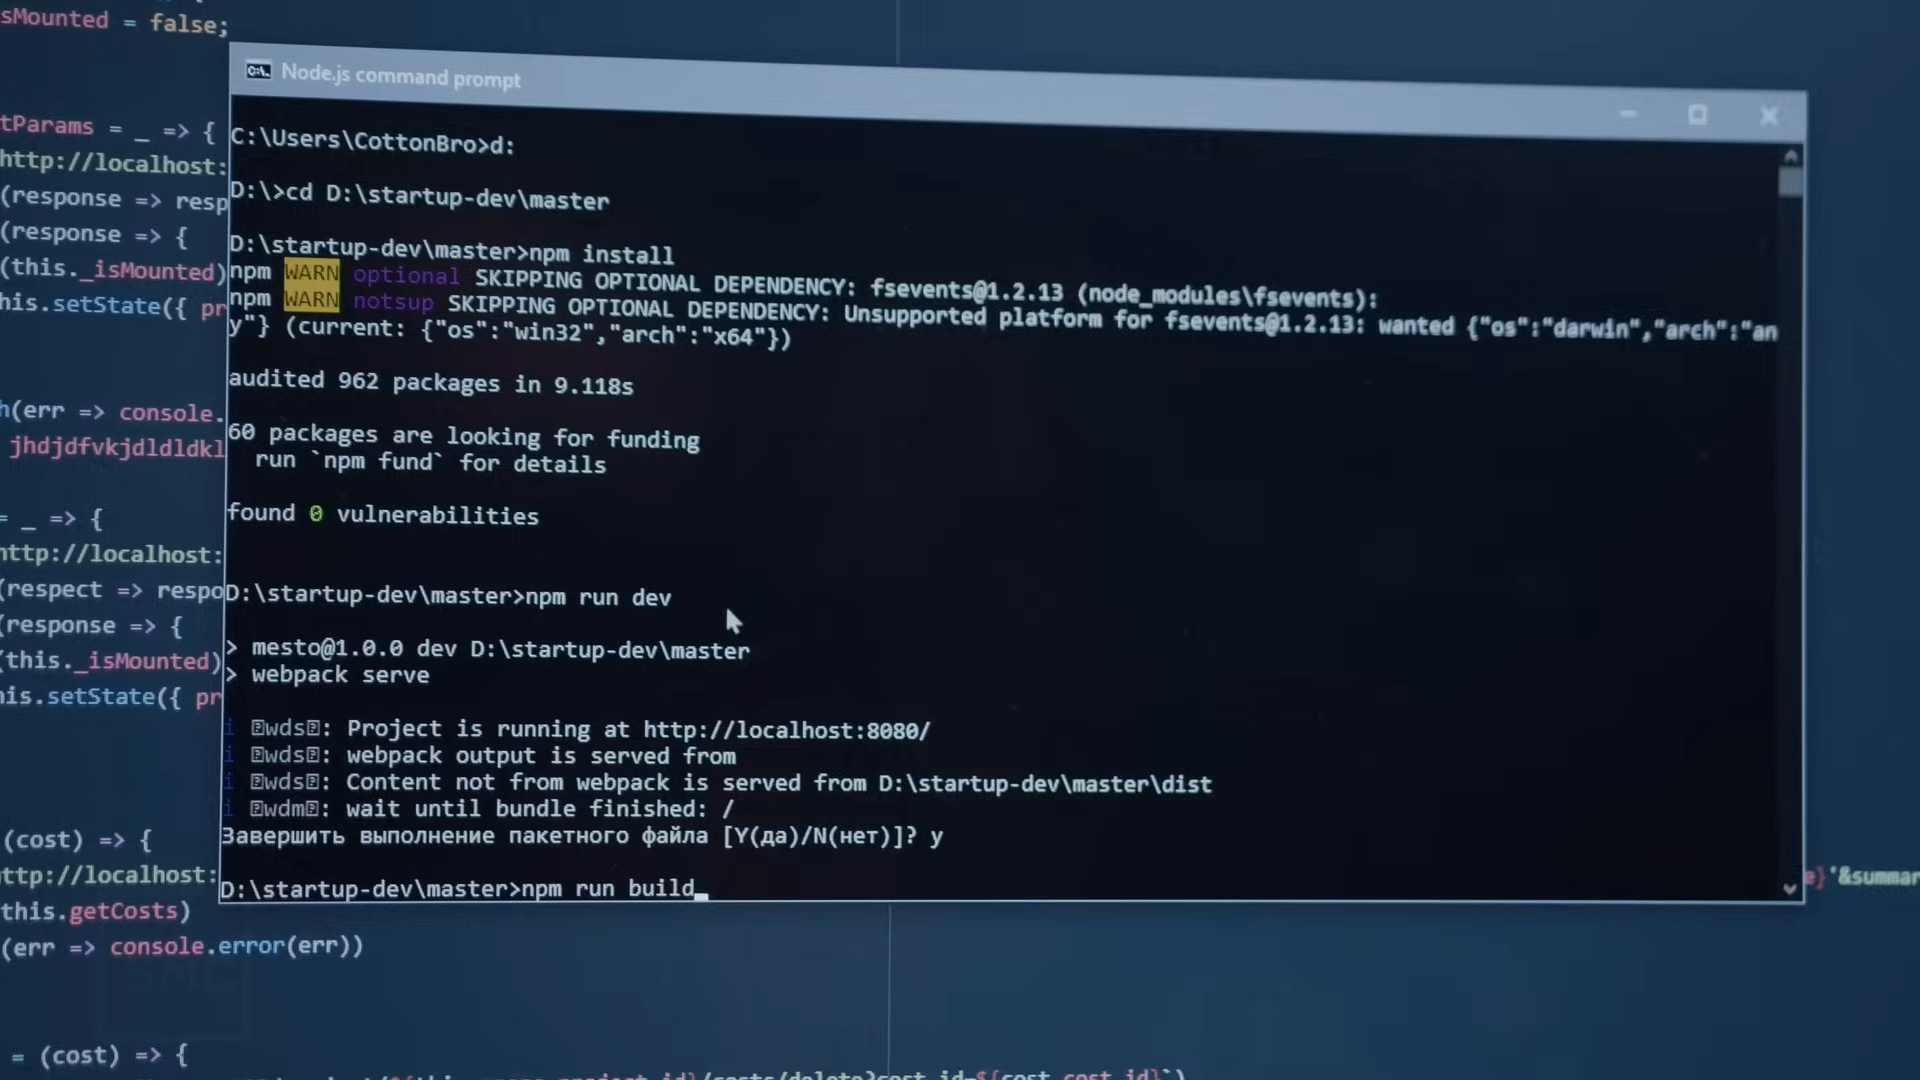 sMounted = false;
Node.js command prompt
tParams = _ => {
http://localhost:
(response => resp
(response => {
(this._isMounted)
his.setState({ pr
h(err => console.
jhdjdfvkjdldldkl
= _ => {
http://localhost:
(respect => respo
(response => {
(this._isMounted)
his.setState({ pr
(cost) => {
ttp://localhost:
this.getCosts)
(err => console.error(err))
= (cost) => {
C:\Users\CottonBro>d:
D:\>cd D:\startup-dev\master
D:\startup-dev\master>npm install
npm WARN optional SKIPPING OPTIONAL DEPENDENCY: fsevents@1.2.13 (node_modules\fsevents):
npm WARN notsup SKIPPING OPTIONAL DEPENDENCY: Unsupported platform for fsevents@1.2.13: wanted {"os":"darwin","arch":"an
y"} (current: {"os":"win32","arch":"x64"})
audited 962 packages in 9.118s
60 packages are looking for funding
run `npm fund` for details
found 0 vulnerabilities
D:\startup-dev\master>npm run dev
> mesto@1.0.0 dev D:\startup-dev\master
> webpack serve
i wds: Project is running at http://localhost:8080/
i wds: webpack output is served from
i wds: Content not from webpack is served from D:\startup-dev\master\dist
i wdm: wait until bundle finished: /
Завершить выполнение пакетного файла [Y(да)/N(нет)]? y
D:\startup-dev\master>npm run build_
e}'&summar